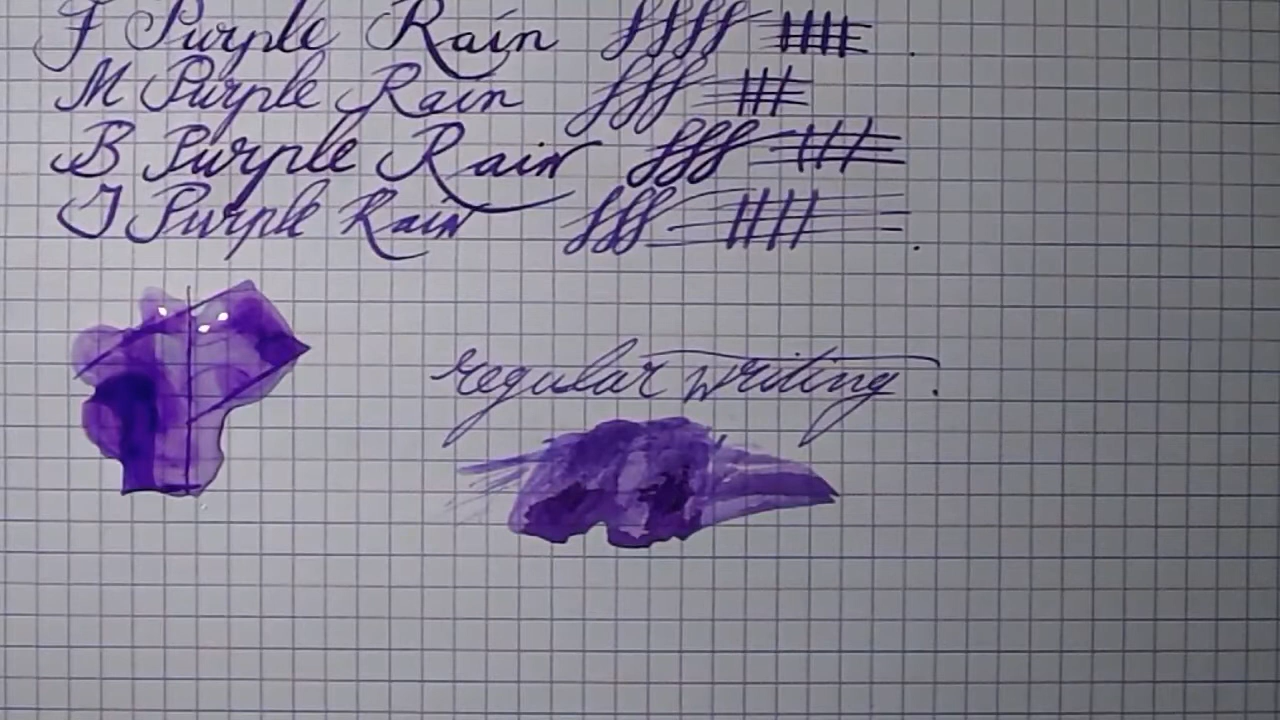 F Purple Rain
M Purple Rain
B Purple Rain
I Purple Rain
regular writing.